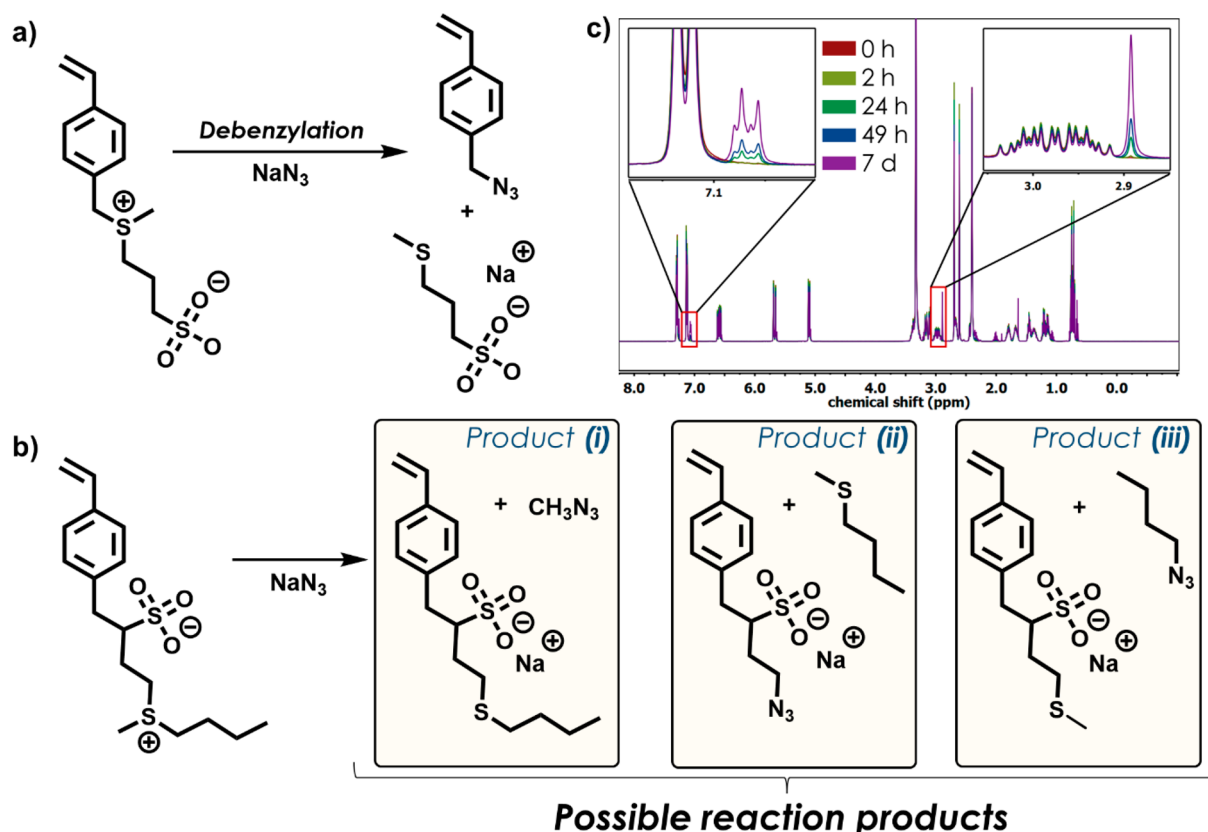 a)
Debenzylation
NaN3
N3
+
S
⊕
S
Na
⊕
O
⊖
S
O
O
O
⊖
S
O
O
O
c)
0 h
2 h
24 h
49 h
7 d
7.1
3.0
2.9
8.0
7.0
6.0
5.0
4.0
3.0
2.0
1.0
0.0
chemical shift (ppm)
b)
O
O
S
⊖
O
S
⊕
NaN3
Product (i)
+ CH3N3
O
O
S
⊖
O
Na
⊕
S
Product (ii)
+
S
O
O
S
⊖
O
Na
⊕
N3
Product (iii)
+
N3
O
O
S
⊖
O
Na
⊕
S
Possible reaction products